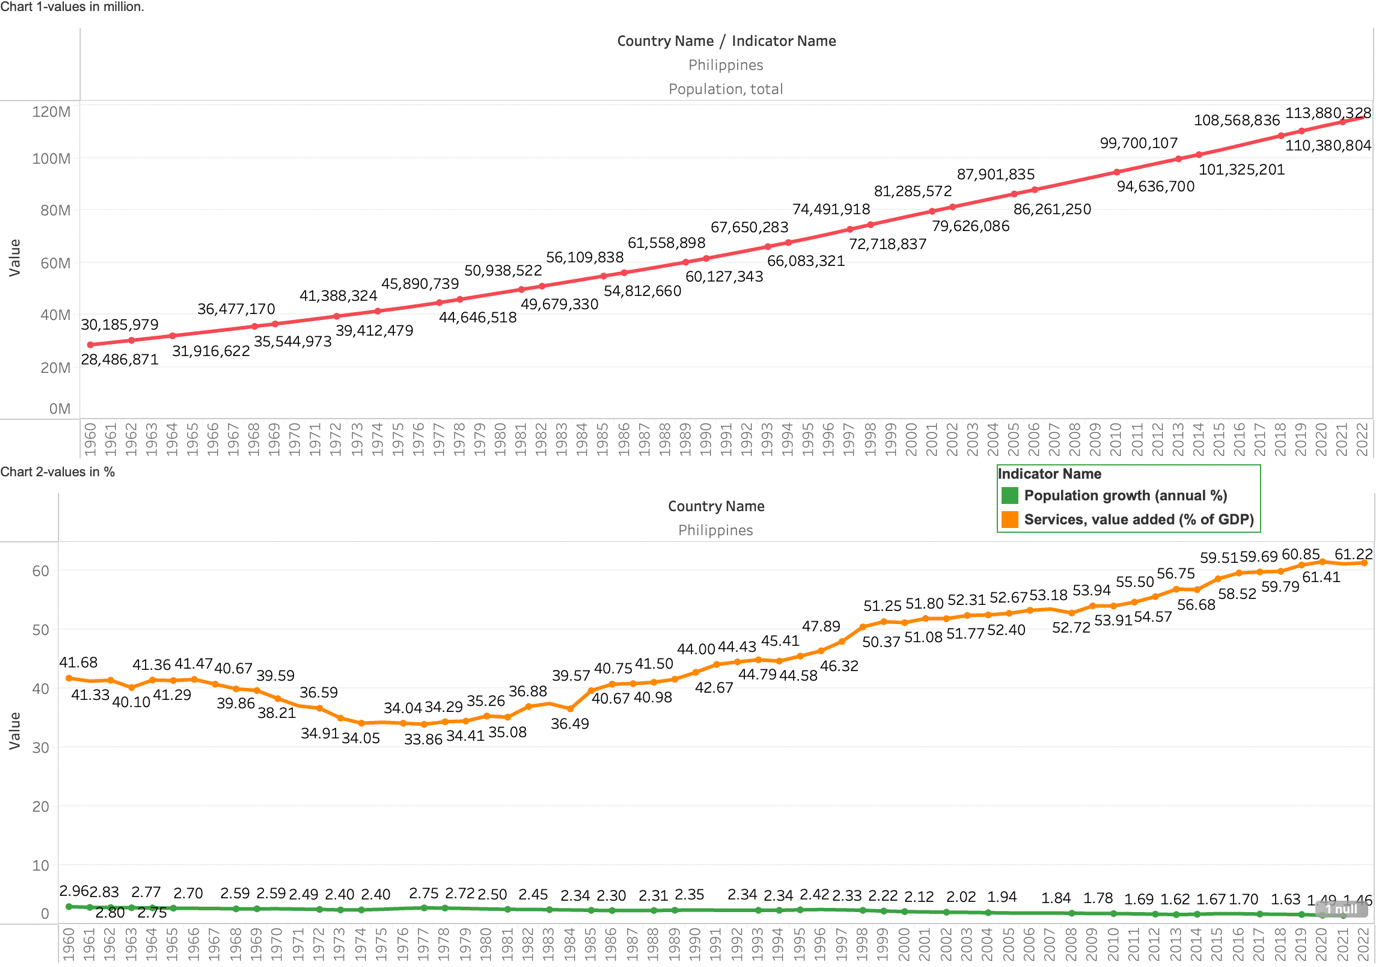 Chart 1-values in million.
Country Name / Indicator Name
Philippines
Population, total
120M
100M
80M
60M
40M
20M
0M
Value
30,185,979
28,486,871
31,916,622
36,477,170
35,544,973
41,388,324
39,412,479
45,890,739
44,646,518
50,938,522
49,679,330
56,109,838
54,812,660
61,558,898
60,127,343
67,650,283
66,083,321
74,491,918
72,718,837
81,285,572
79,626,086
87,901,835
86,261,250
99,700,107
94,636,700
108,568,836
101,325,201
113,880,328
110,380,804
1960 1961 1962 1963 1964 1965 1966 1967 1968 1969 1970 1971 1972 1973 1974 1975 1976 1977 1978 1979 1980 1981 1982 1983 1984 1985 1986 1987 1988 1989 1990 1991 1992 1993 1994 1995 1996 1997 1998 1999 2000 2001 2002 2003 2004 2005 2006 2007 2008 2009 2010 2011 2012 2013 2014 2015 2016 2017 2018 2019 2020 2021 2022
Chart 2-values in %
Indicator Name
Population growth (annual %)
Services, value added (% of GDP)
Country Name
Philippines
60
50
40
30
20
10
0
Value
41.68 41.36 41.47 40.67 39.59 36.59 34.04 34.29 35.26 36.88 39.57 40.75 41.50 44.00 44.43 45.41 47.89 51.25 51.80 52.31 52.67 53.18 53.94 55.50 56.75 59.51 59.69 60.85 61.22
41.33 40.10 41.29 39.86 38.21 34.91 34.05 33.86 34.41 35.08 36.49 40.67 40.98 42.67 44.79 44.58 46.32 50.37 51.08 51.77 52.40 52.72 53.91 54.57 56.68 58.52 59.79 61.41
2.96 2.83 2.77 2.70 2.59 2.59 2.49 2.40 2.40 2.75 2.72 2.50 2.45 2.34 2.30 2.31 2.35 2.34 2.34 2.42 2.33 2.22 2.12 2.02 1.94 1.84 1.78 1.69 1.62 1.67 1.70 1.63
2.80 2.75
1 null
1960 1961 1962 1963 1964 1965 1966 1967 1968 1969 1970 1971 1972 1973 1974 1975 1976 1977 1978 1979 1980 1981 1982 1983 1984 1985 1986 1987 1988 1989 1990 1991 1992 1993 1994 1995 1996 1997 1998 1999 2000 2001 2002 2003 2004 2005 2006 2007 2008 2009 2010 2011 2012 2013 2014 2015 2016 2017 2018 2019 2020 2021 2022